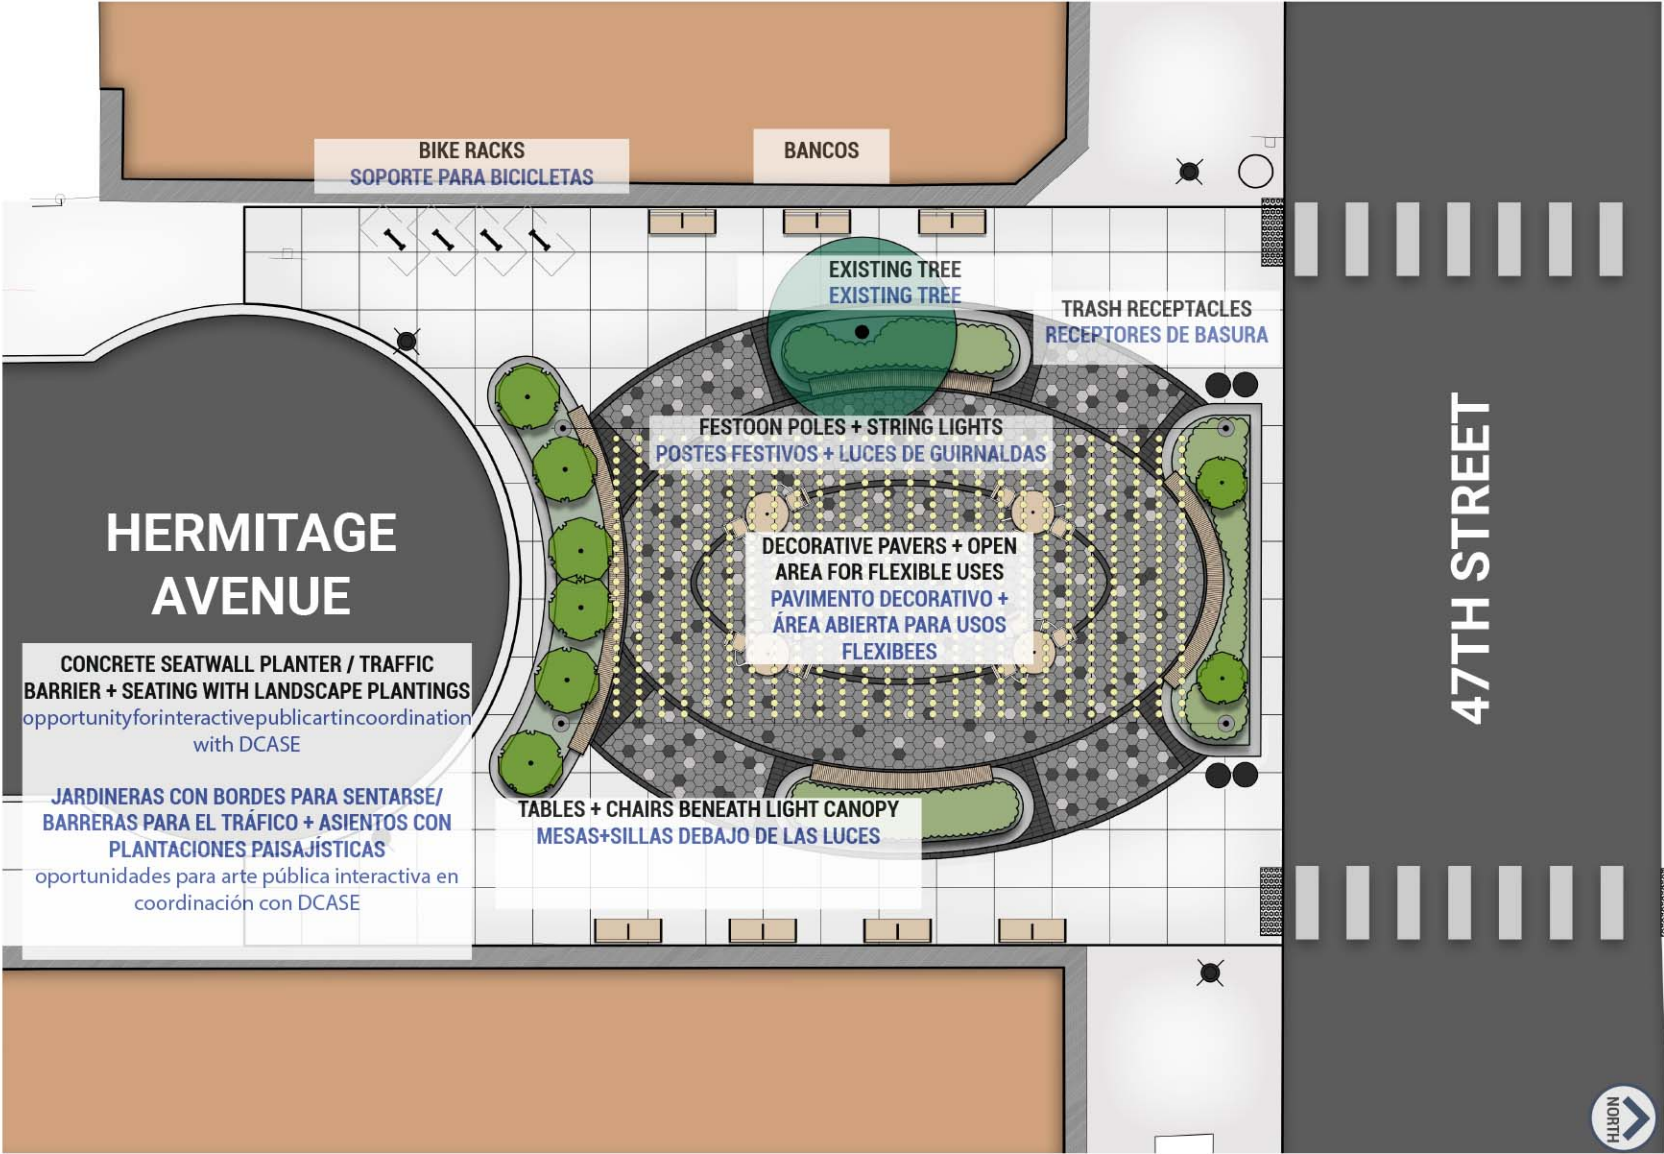 BIKE RACKS
SOPORTE PARA BICICLETAS
BANCOS
EXISTING TREE
EXISTING TREE
TRASH RECEPTACLES
RECEPTORES DE BASURA
FESTOON POLES + STRING LIGHTS
POSTES FESTIVOS + LUCES DE GUIRNALDAS
DECORATIVE PAVERS + OPEN
AREA FOR FLEXIBLE USES
PAVIMENTO DECORATIVO +
ÁREA ABIERTA PARA USOS
FLEXIBEES
HERMITAGE
AVENUE
47TH STREET
CONCRETE SEATWALL PLANTER / TRAFFIC
BARRIER + SEATING WITH LANDSCAPE PLANTINGS
opportunityforinteractivepublicartincoordination
with DCASE
JARDINERAS CON BORDES PARA SENTARSE/
BARRERAS PARA EL TRÁFICO + ASIENTOS CON
PLANTACIONES PAISAJÍSTICAS
oportunidades para arte pública interactiva en
coordinación con DCASE
TABLES + CHAIRS BENEATH LIGHT CANOPY
MESAS+SILLAS DEBAJO DE LAS LUCES
NORTH